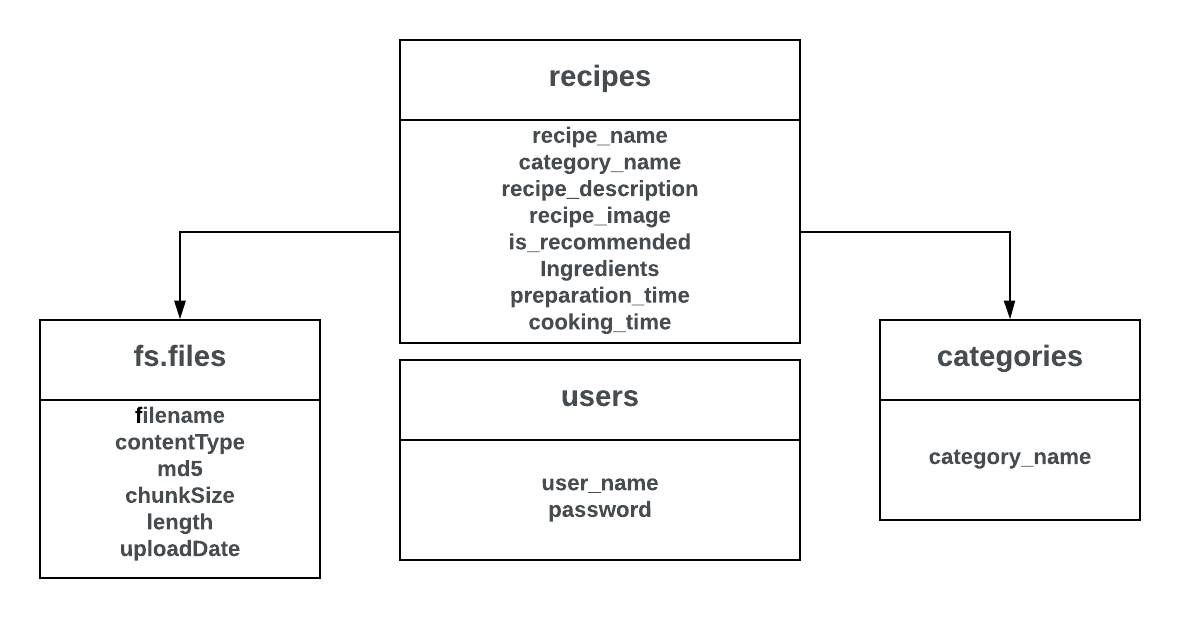 recipes
recipe_name
category_name
recipe_description
recipe_image
is_recommended
Ingredients
preparation_time
cooking_time
fs.files
filename
contentType
md5
chunkSize
length
uploadDate
users
user_name
password
categories
category_name